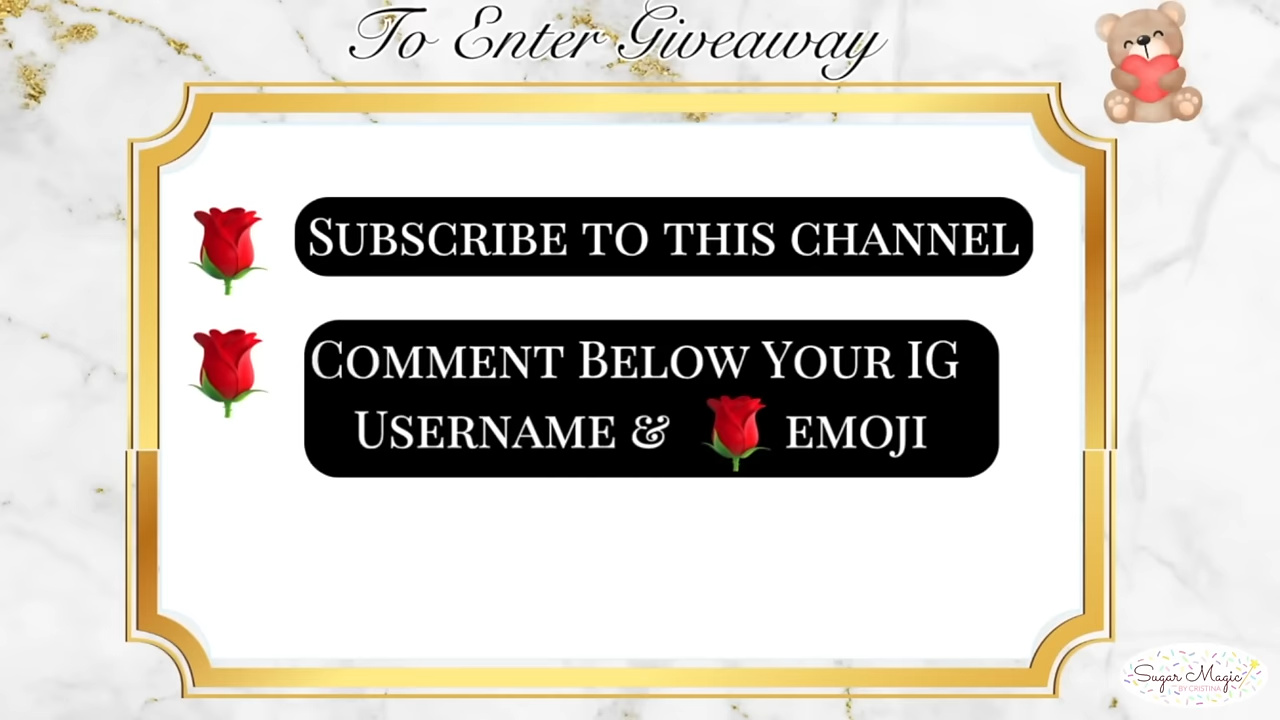 To Enter Giveaway
Subscribe to this channel
Comment Below Your IG
Username & 🌹 emoji
Sugar Magic
BY CRISTINA